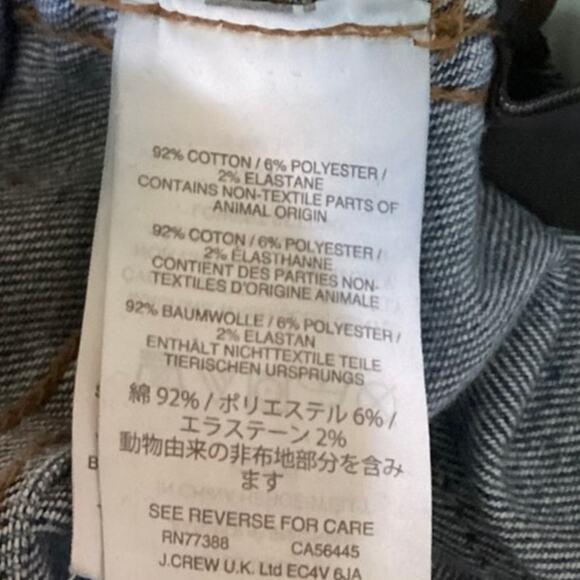 92% COTTON / 6% POLYESTER /
2% ELASTANE
CONTAINS NON-TEXTILE PARTS OF
ANIMAL ORIGIN
92% COTON / 6% POLYESTER /
2% ÉLASTHANNE
CONTIENT DES PARTIES NON-
TEXTILES D'ORIGINE ANIMALE
92% BAUMWOLLE / 6% POLYESTER /
2% ELASTAN
ENTHÄLT NICHTTEXTILE TEILE
TIERISCHEN URSPRUNGS
綿 92% / ポリエステル 6% /
エラステーン 2%
動物由来の非布地部分を含み
ます
SEE REVERSE FOR CARE
RN77388 CA56445
J.CREW U.K. Ltd EC4V 6JA